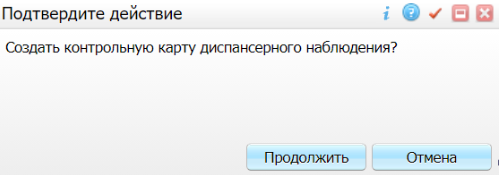 Подтвердите действие
Создать контрольную карту диспансерного наблюдения?
Продолжить Отмена